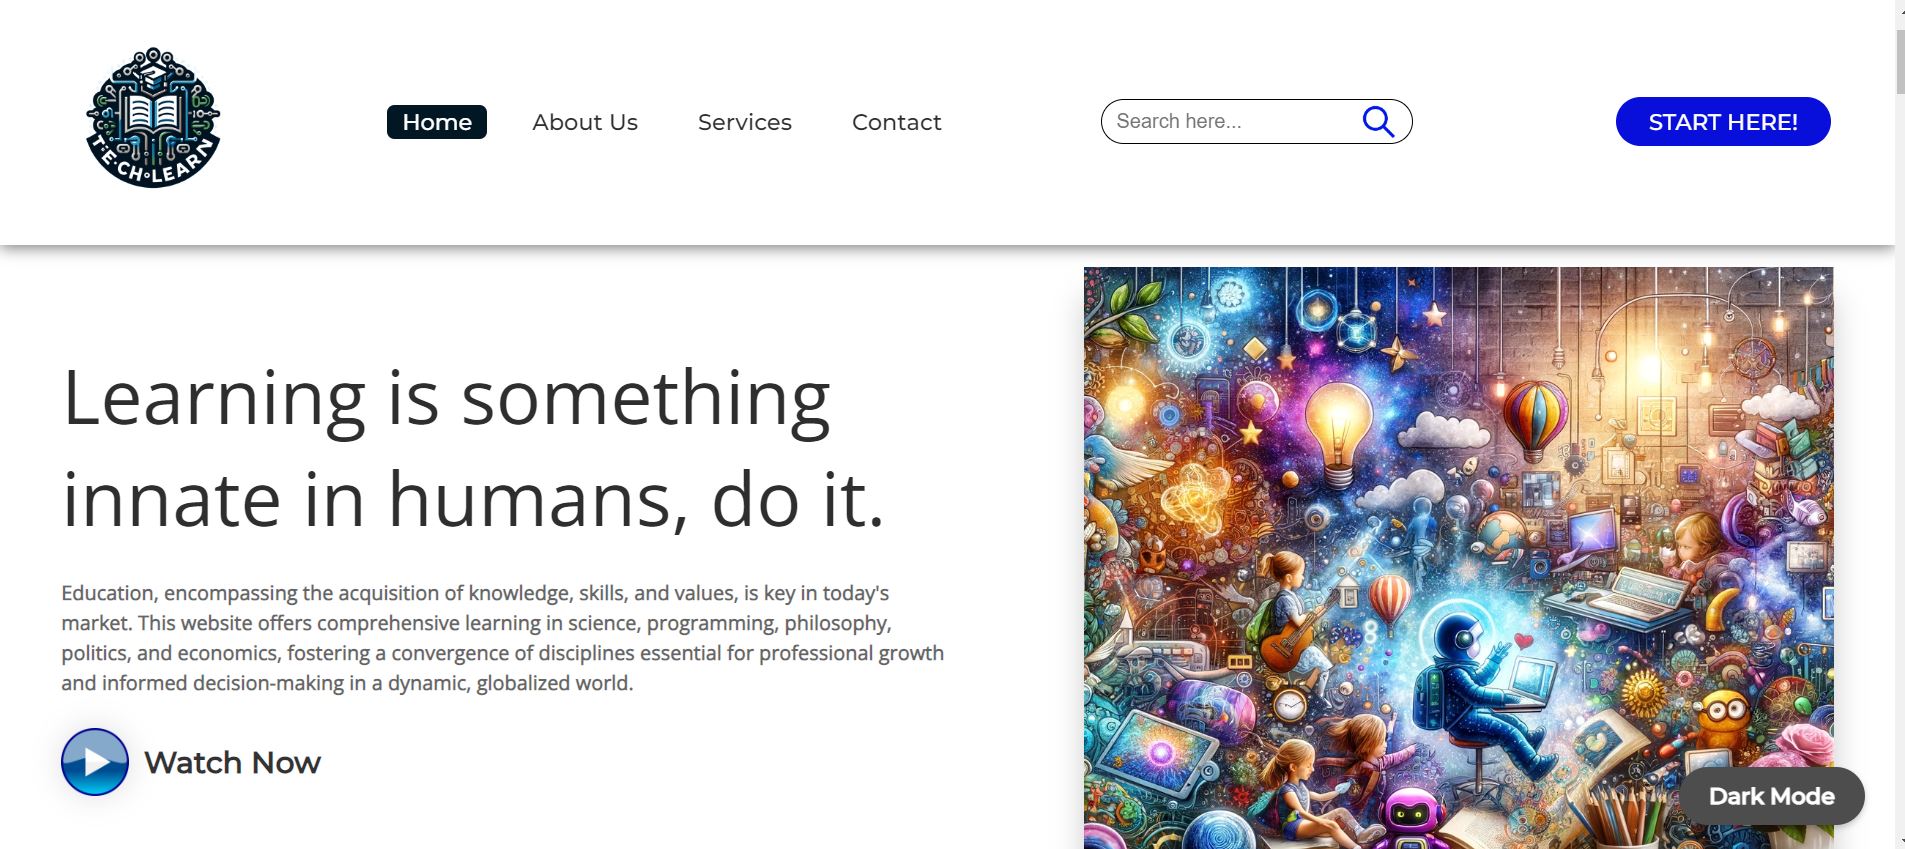 TECH LEARN
Home
About Us
Services
Contact
Search here...
START HERE!
Learning is something
innate in humans, do it.
Education, encompassing the acquisition of knowledge, skills, and values, is key in today's
market. This website offers comprehensive learning in science, programming, philosophy,
politics, and economics, fostering a convergence of disciplines essential for professional growth
and informed decision-making in a dynamic, globalized world.
Watch Now
Dark Mode